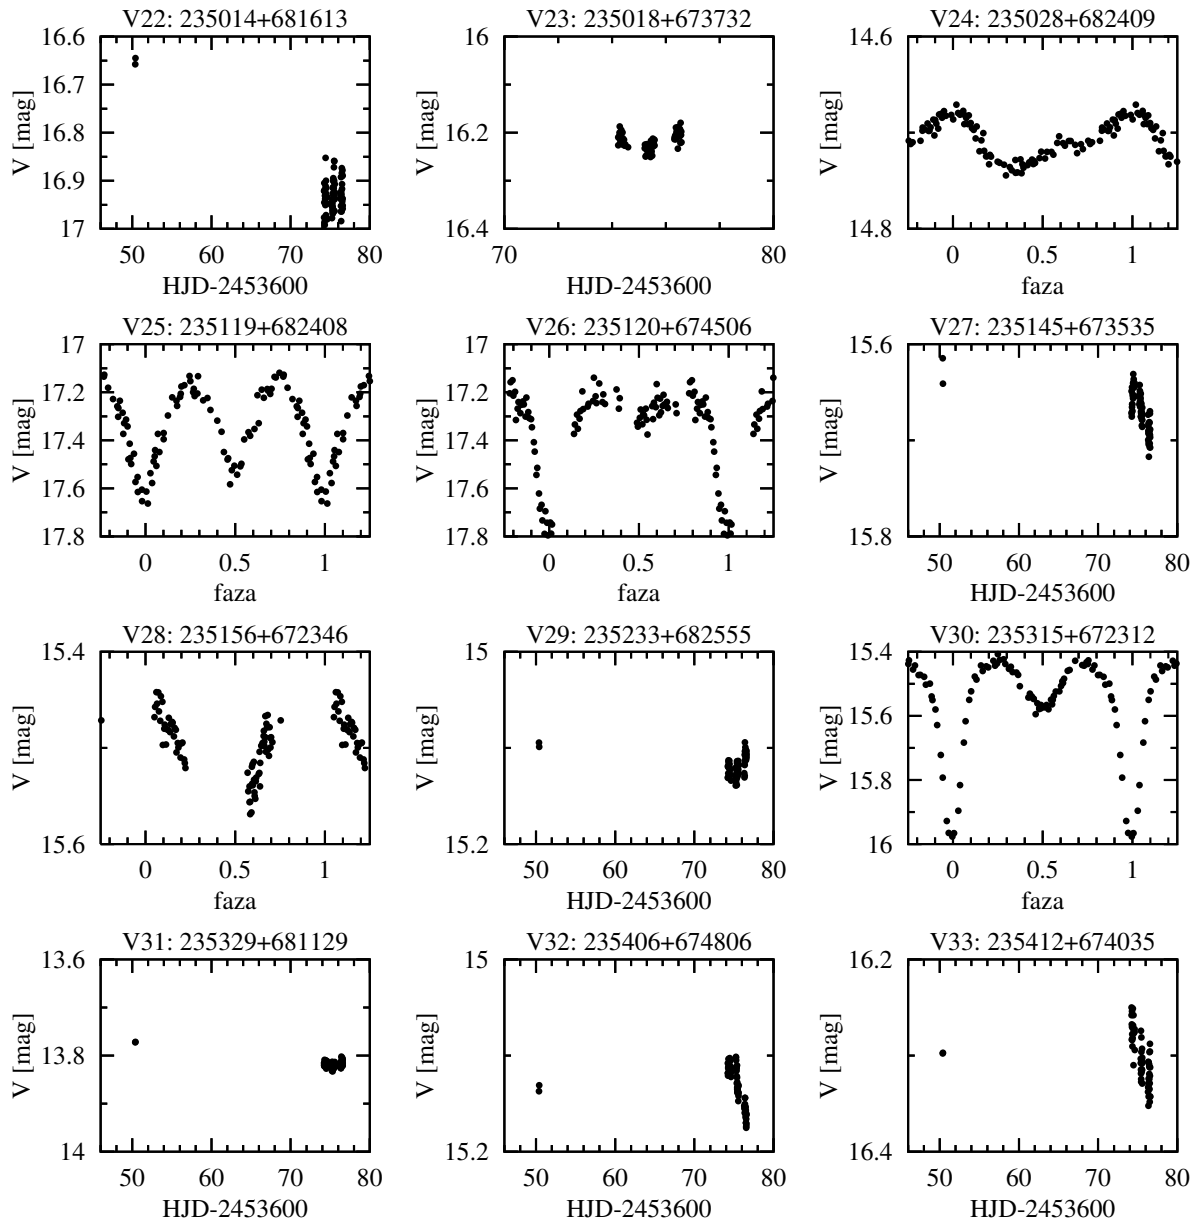 V22: 235014+681613
V [mag]
16.6
16.7
16.8
16.9
17
50 60 70 80
HJD-2453600
V23: 235018+673732
V [mag]
16
16.2
16.4
70 80
HJD-2453600
V24: 235028+682409
V [mag]
14.6
14.8
0 0.5 1
faza
V25: 235119+682408
V [mag]
17
17.2
17.4
17.6
17.8
0 0.5 1
faza
V26: 235120+674506
V [mag]
17
17.2
17.4
17.6
17.8
0 0.5 1
faza
V27: 235145+673535
V [mag]
15.6
15.8
50 60 70 80
HJD-2453600
V28: 235156+672346
V [mag]
15.4
15.6
0 0.5 1
faza
V29: 235233+682555
V [mag]
15
15.2
50 60 70 80
HJD-2453600
V30: 235315+672312
V [mag]
15.4
15.6
15.8
16
0 0.5 1
faza
V31: 235329+681129
V [mag]
13.6
13.8
14
50 60 70 80
HJD-2453600
V32: 235406+674806
V [mag]
15
15.2
50 60 70 80
HJD-2453600
V33: 235412+674035
V [mag]
16.2
16.4
50 60 70 80
HJD-2453600